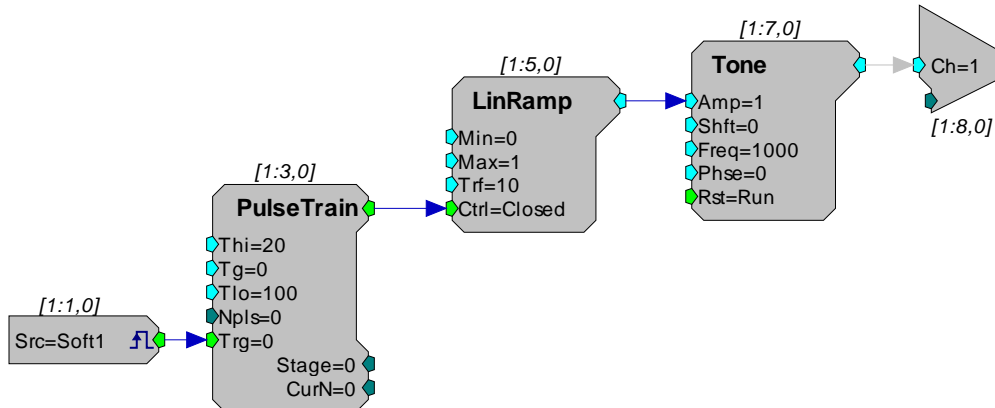 [1:1,0]
Src=Soft1
[1:3,0]
PulseTrain
Thi=20
Tg=0
Tlo=100
Npls=0
Trg=0
Stage=0
CurN=0
[1:5,0]
LinRamp
Min=0
Max=1
Trf=10
Ctrl=Closed
[1:7,0]
Tone
Amp=1
Shft=0
Freq=1000
Phse=0
Rst=Run
Ch=1
[1:8,0]